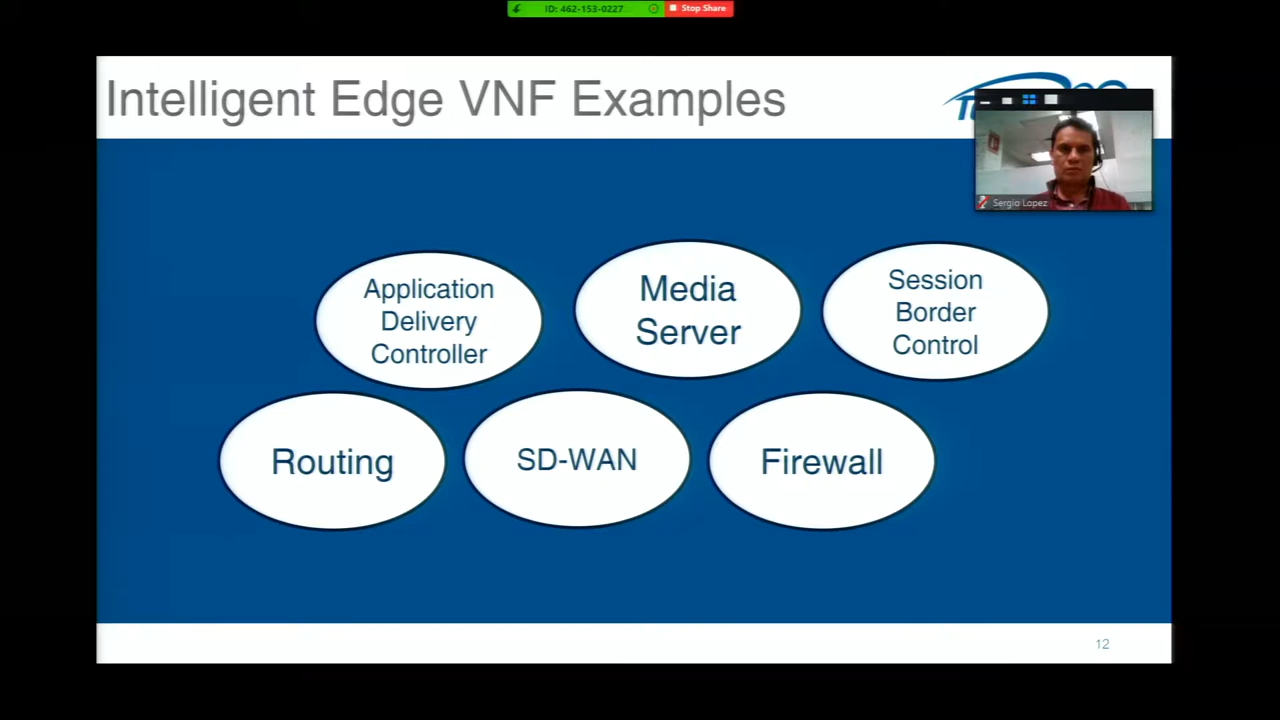 ID: 462-153-0227
Stop Share
Intelligent Edge VNF Examples
Sergio Lopez
Application
Delivery
Controller
Media
Server
Session
Border
Control
Routing
SD-WAN
Firewall
12